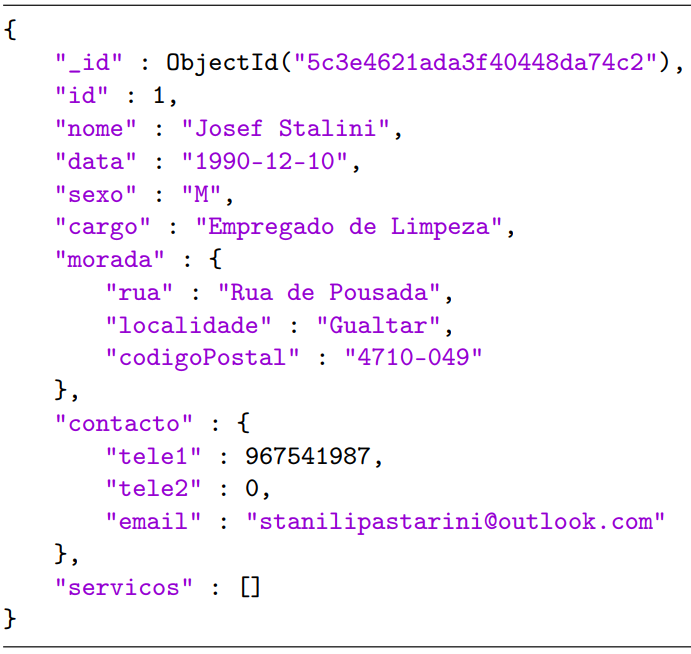 {
"_id" : ObjectId("5c3e4621ada3f40448da74c2"),
"id" : 1,
"nome" : "Josef Stalini",
"data" : "1990-12-10",
"sexo" : "M",
"cargo" : "Empregado de Limpeza",
"morada" : {
"rua" : "Rua de Pousada",
"localidade" : "Gualtar",
"codigoPostal" : "4710-049"
},
"contacto" : {
"tele1" : 967541987,
"tele2" : 0,
"email" : "stanilipastarini@outlook.com"
},
"servicos" : []
}